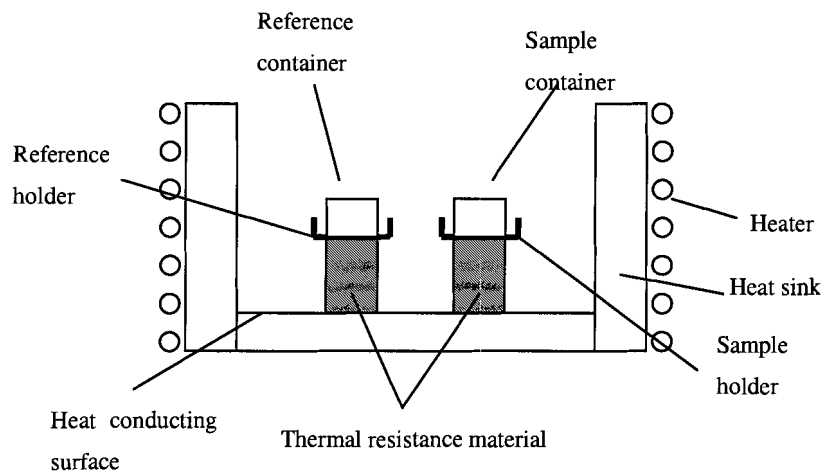 Reference
container
Sample
container
Reference
holder
Heater
Heat sink
Sample
holder
Heat conducting
surface
Thermal resistance material